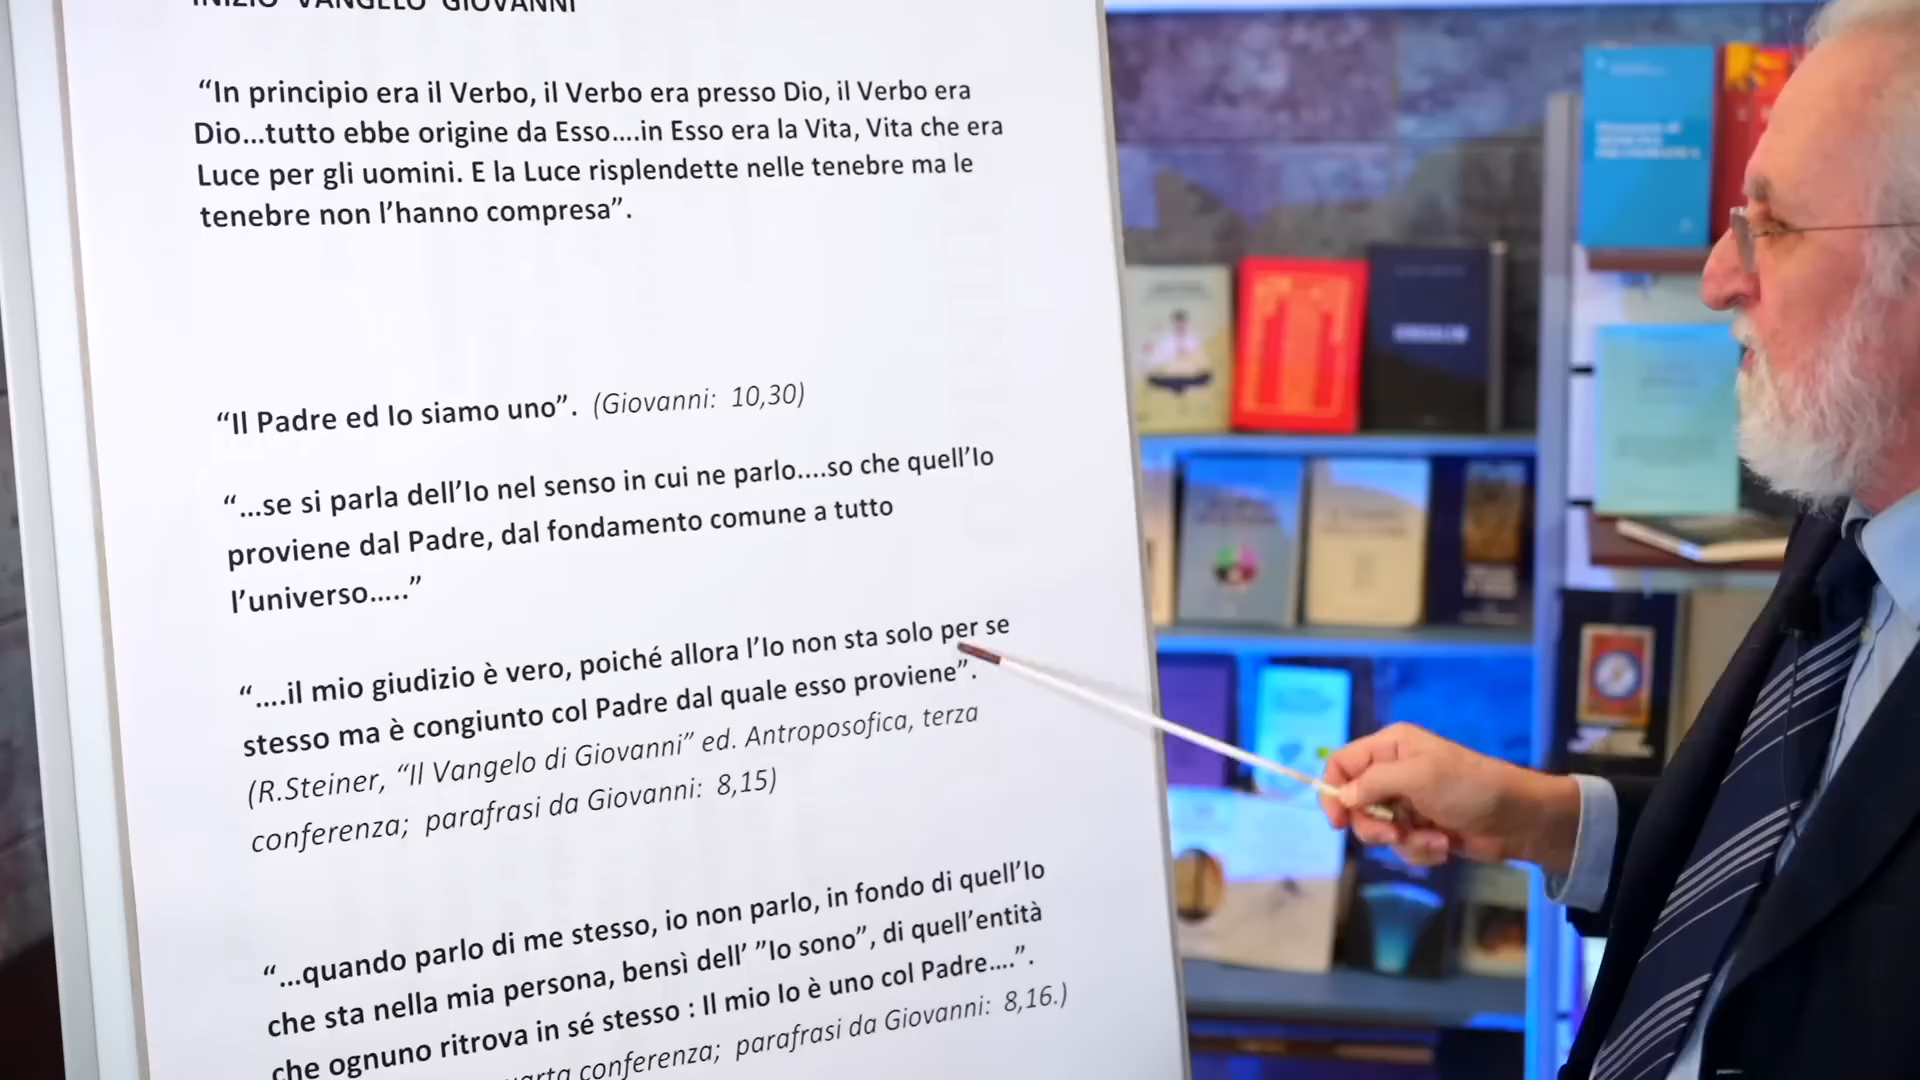 INIZIO VANGELO GIOVANNI
“In principio era il Verbo, il Verbo era presso Dio, il Verbo era
Dio...tutto ebbe origine da Esso....in Esso era la Vita, Vita che era
Luce per gli uomini. E la Luce risplendette nelle tenebre ma le
tenebre non l’hanno compresa”.
“Il Padre ed Io siamo uno”. (Giovanni: 10,30)
“...se si parla dell’Io nel senso in cui ne parlo....so che quell’Io
proviene dal Padre, dal fondamento comune a tutto
l’universo.....”
“....il mio giudizio è vero, poiché allora l’Io non sta solo per se
stesso ma è congiunto col Padre dal quale esso proviene”.
(R.Steiner, “Il Vangelo di Giovanni” ed. Antroposofica, terza
conferenza; parafrasi da Giovanni: 8,15)
“...quando parlo di me stesso, io non parlo, in fondo di quell’Io
che sta nella mia persona, bensì dell’ ”Io sono”, di quell’entità
che ognuno ritrova in sé stesso : Il mio Io è uno col Padre....”.
conferenza; parafrasi da Giovanni: 8,16.)